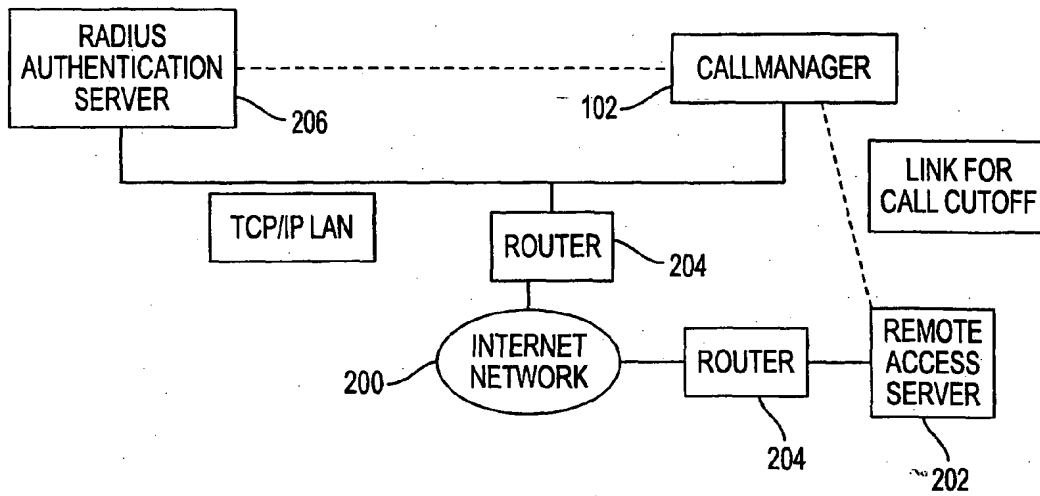 RADIUS
AUTHENTICATION
SERVER
206
CALLMANAGER
102
LINK FOR
CALL CUTOFF
TCP/IP LAN
ROUTER
204
INTERNET
NETWORK
200
ROUTER
204
REMOTE
ACCESS
SERVER
202